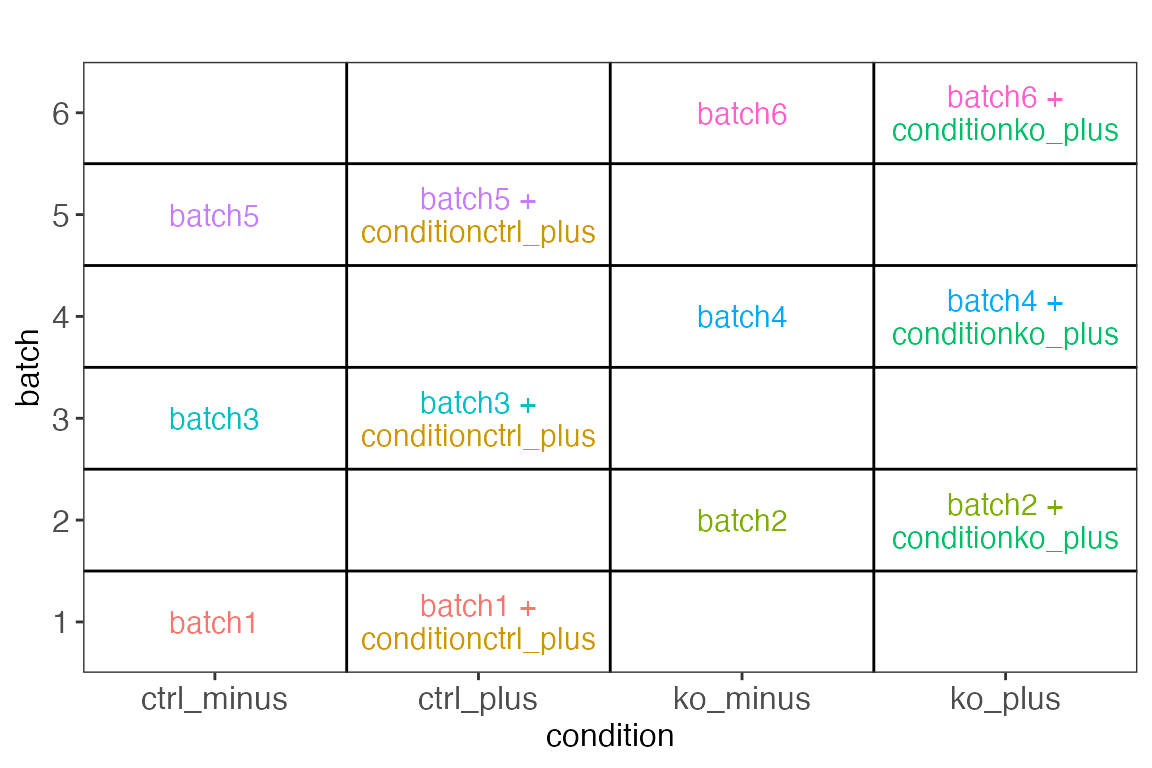 6
batch6
batch6 +
conditionko_plus
5
batch5
batch5 +
conditionctrl_plus
4
batch4
batch4 +
conditionko_plus
3
batch3
batch3 +
conditionctrl_plus
2
batch2
batch2 +
conditionko_plus
1
batch1
batch1 +
conditionctrl_plus
batch
ctrl_minus ctrl_plus ko_minus ko_plus
condition